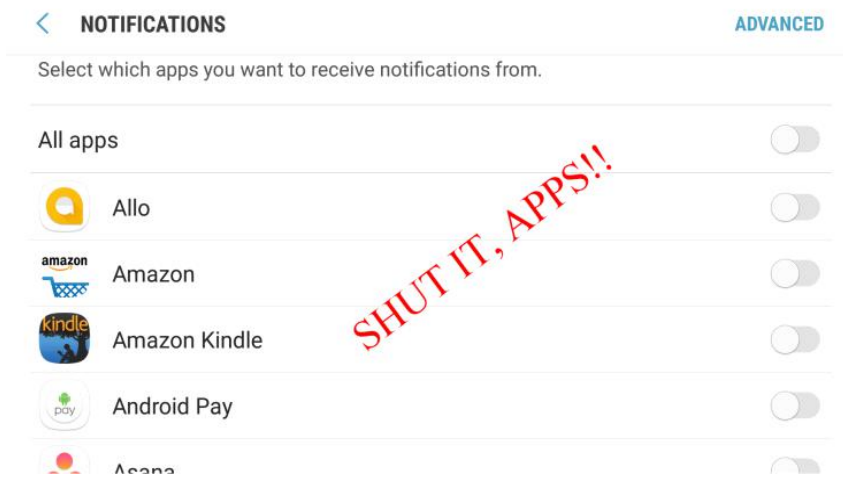 NOTIFICATIONS
ADVANCED
Select which apps you want to receive notifications from.
All apps
SHUT IT, APPS!!
Allo
amazon
Amazon
kindle
Amazon Kindle
pay
Android Pay
Asana